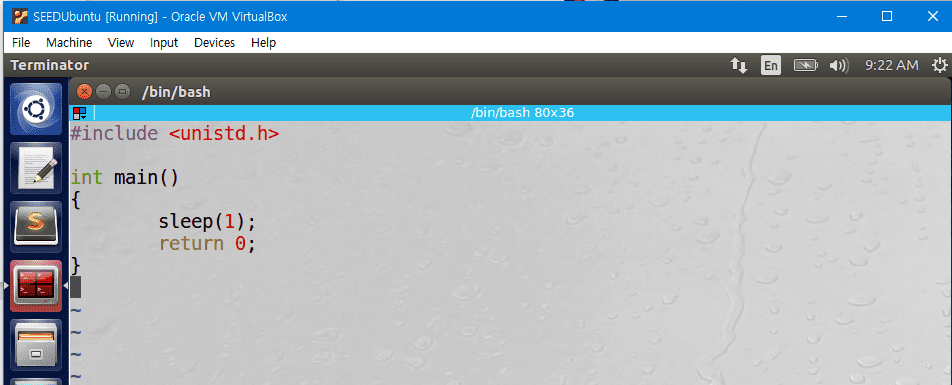 SEEDUbuntu [Running] - Oracle VM VirtualBox
File Machine View Input Devices Help
Terminator En 9:22 AM
/bin/bash
/bin/bash 80x36
#include <unistd.h>
int main()
{
        sleep(1);
        return 0;
}
~
~
~
~